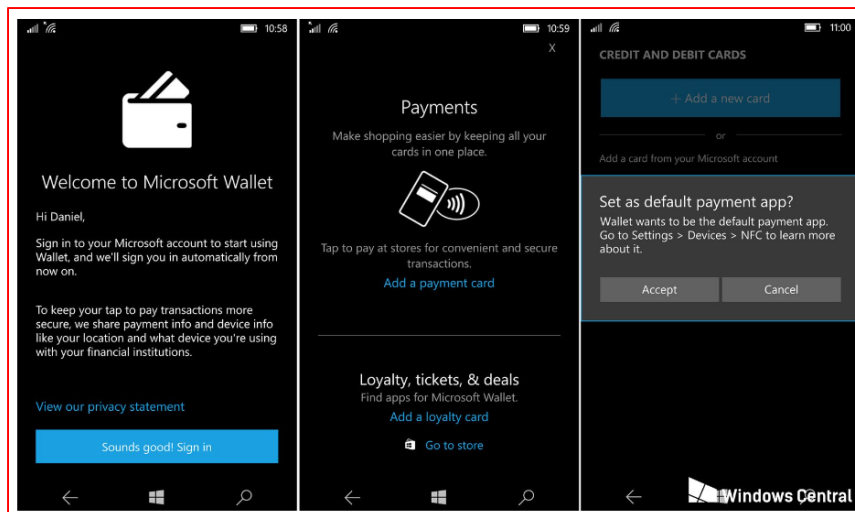 10:58
Welcome to Microsoft Wallet
Hi Daniel,
Sign in to your Microsoft account to start using
Wallet, and we'll sign you in automatically from
now on.
To keep your tap to pay transactions more
secure, we share payment info and device info
like your location and what device you're using
with your financial institutions.
View our privacy statement
Sounds good! Sign in
10:59
X
Payments
Make shopping easier by keeping all your
cards in one place.
Tap to pay at stores for convenient and secure
transactions.
Add a payment card
Loyalty, tickets, & deals
Find apps for Microsoft Wallet.
Add a loyalty card
Go to store
11:00
CREDIT AND DEBIT CARDS
+ Add a new card
or
Add a card from your Microsoft account
Set as default payment app?
Wallet wants to be the default payment app.
Go to Settings > Devices > NFC to learn more
about it.
Accept
Cancel
Windows Central